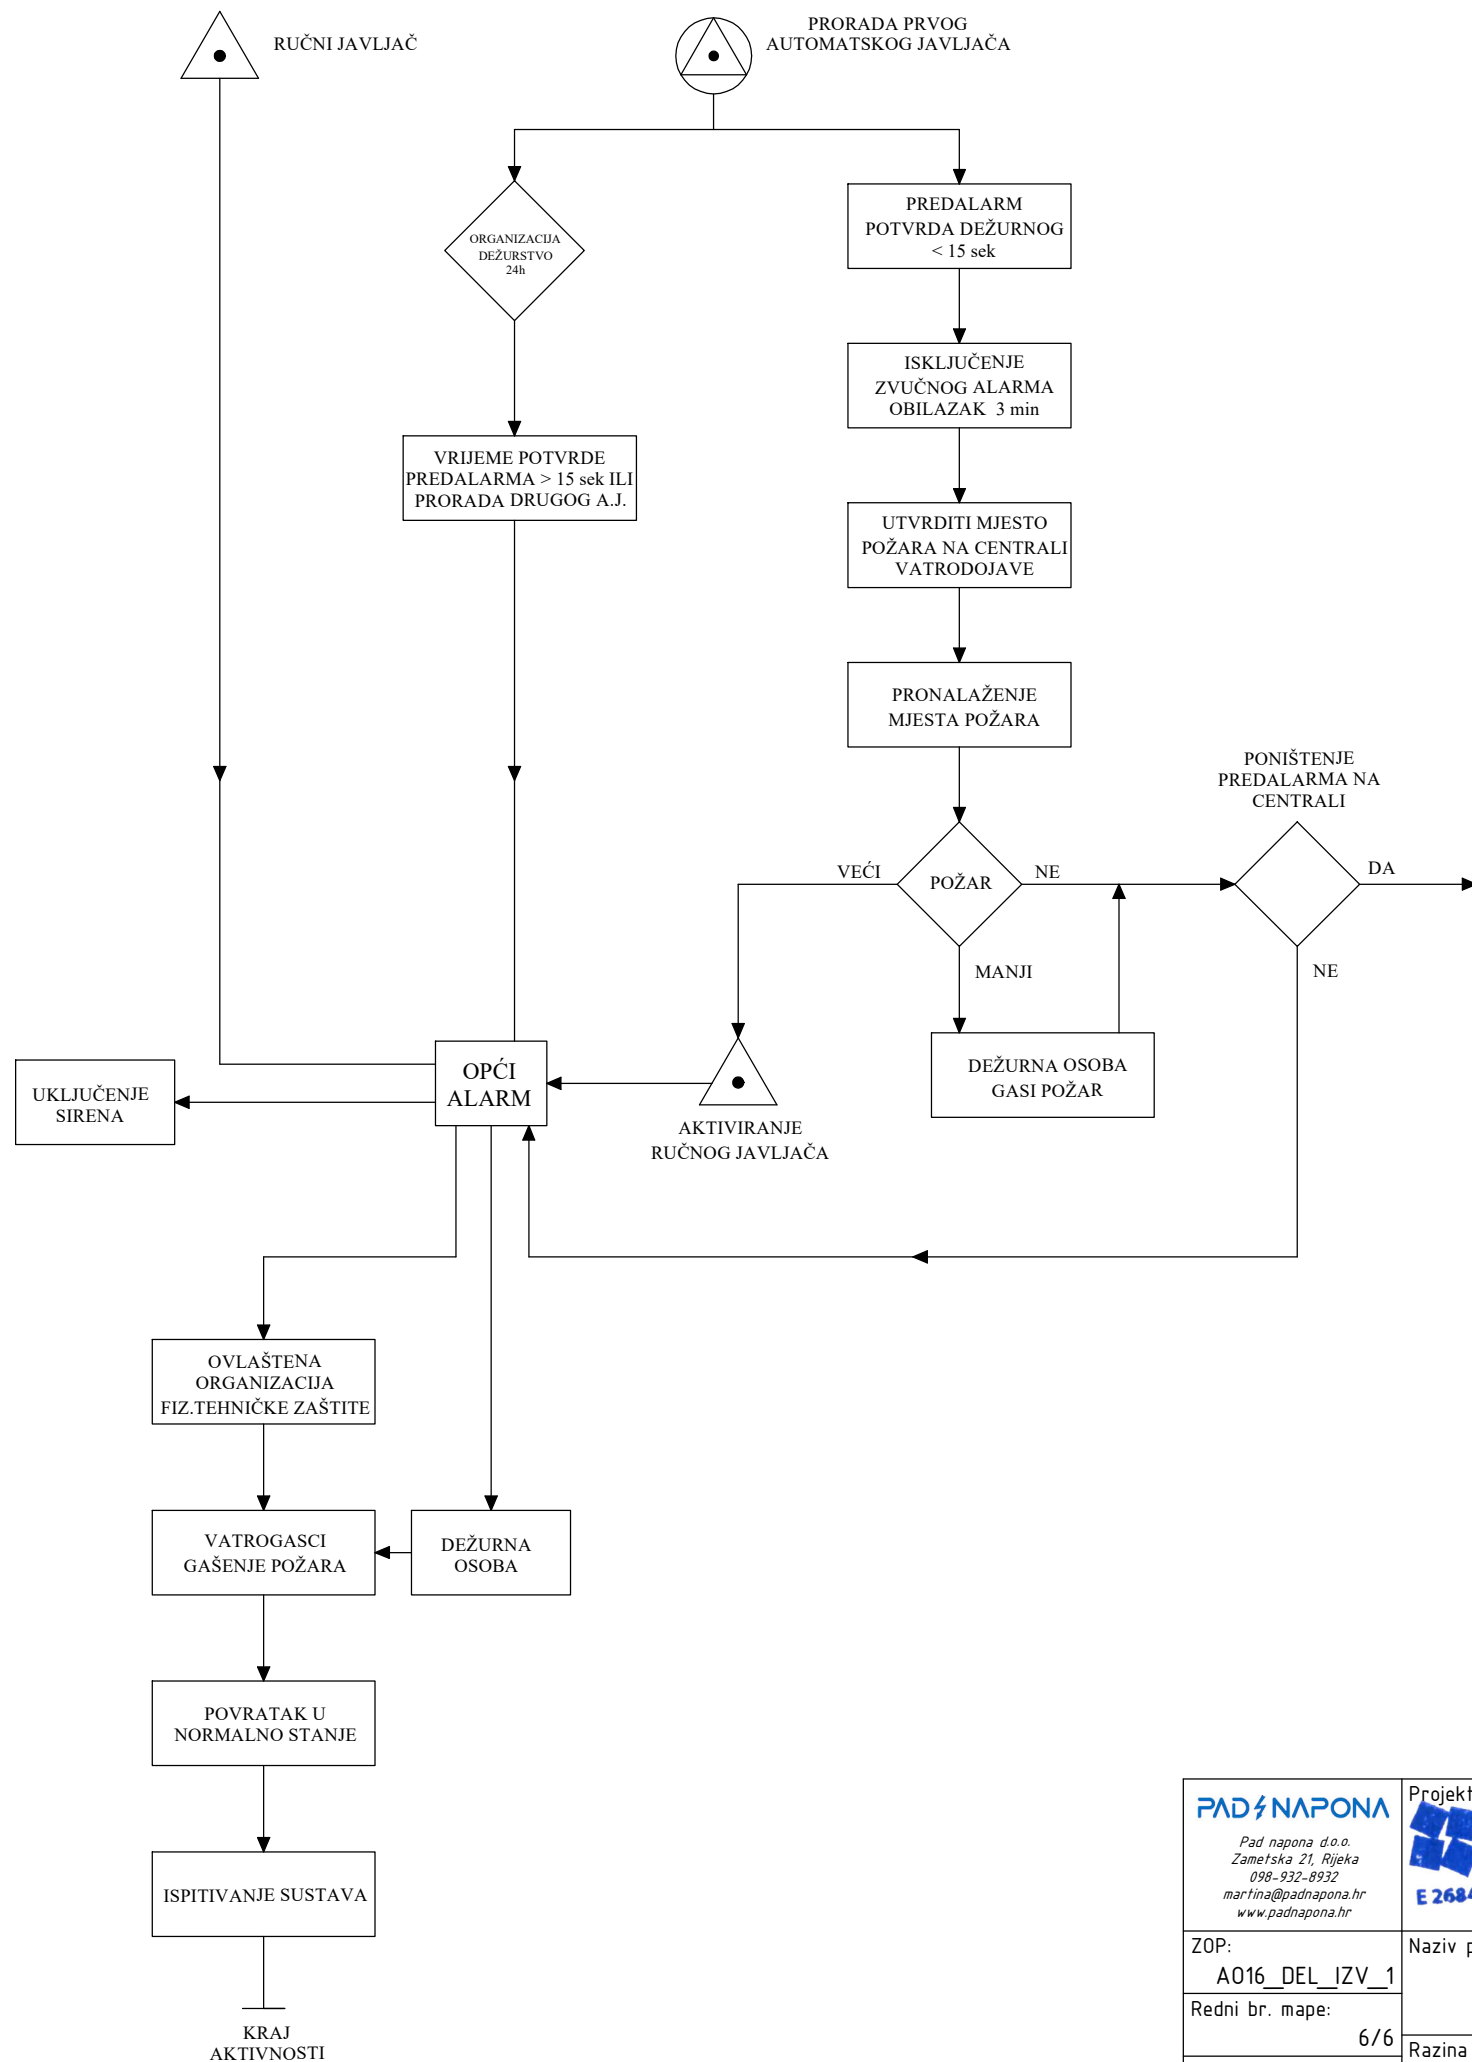 RUČNI JAVLJAČ
PRORADA PRVOG
AUTOMATSKOG JAVLJAČA
ORGANIZACIJA
DEŽURSTVO
24h
PREDALARM
POTVRDA DEŽURNOG
< 15 sek
ISKLJUČENJE
ZVUČNOG ALARMA
OBILAZAK 3 min
VRIJEME POTVRDE
PREDALARMA > 15 sek ILI
PRORADA DRUGOG A.J.
UTVRDITI MJESTO
POŽARA NA CENTRALI
VATRODOJAVE
PRONALAŽENJE
MJESTA POŽARA
PONIŠTENJE
PREDALARMA NA
CENTRALI
VEĆI
POŽAR
NE
DA
MANJI
NE
DEŽURNA OSOBA
GASI POŽAR
OPĆI
ALARM
UKLJUČENJE
SIRENA
AKTIVIRANJE
RUČNOG JAVLJAČA
OVLAŠTENA
ORGANIZACIJA
FIZ.TEHNIČKE ZAŠTITE
VATROGASCI
GAŠENJE POŽARA
DEŽURNA
OSOBA
POVRATAK U
NORMALNO STANJE
ISPITIVANJE SUSTAVA
KRAJ
AKTIVNOSTI
PAD NAPONA
Pad napona d.o.o.
Zametska 21, Rijeka
098-932-8932
martina@padnapona.hr
www.padnapona.hr
Projekt
E 2684
ZOP:
AO16_DEL_IZV_1
Naziv p
Redni br. mape:
6/6
Razina